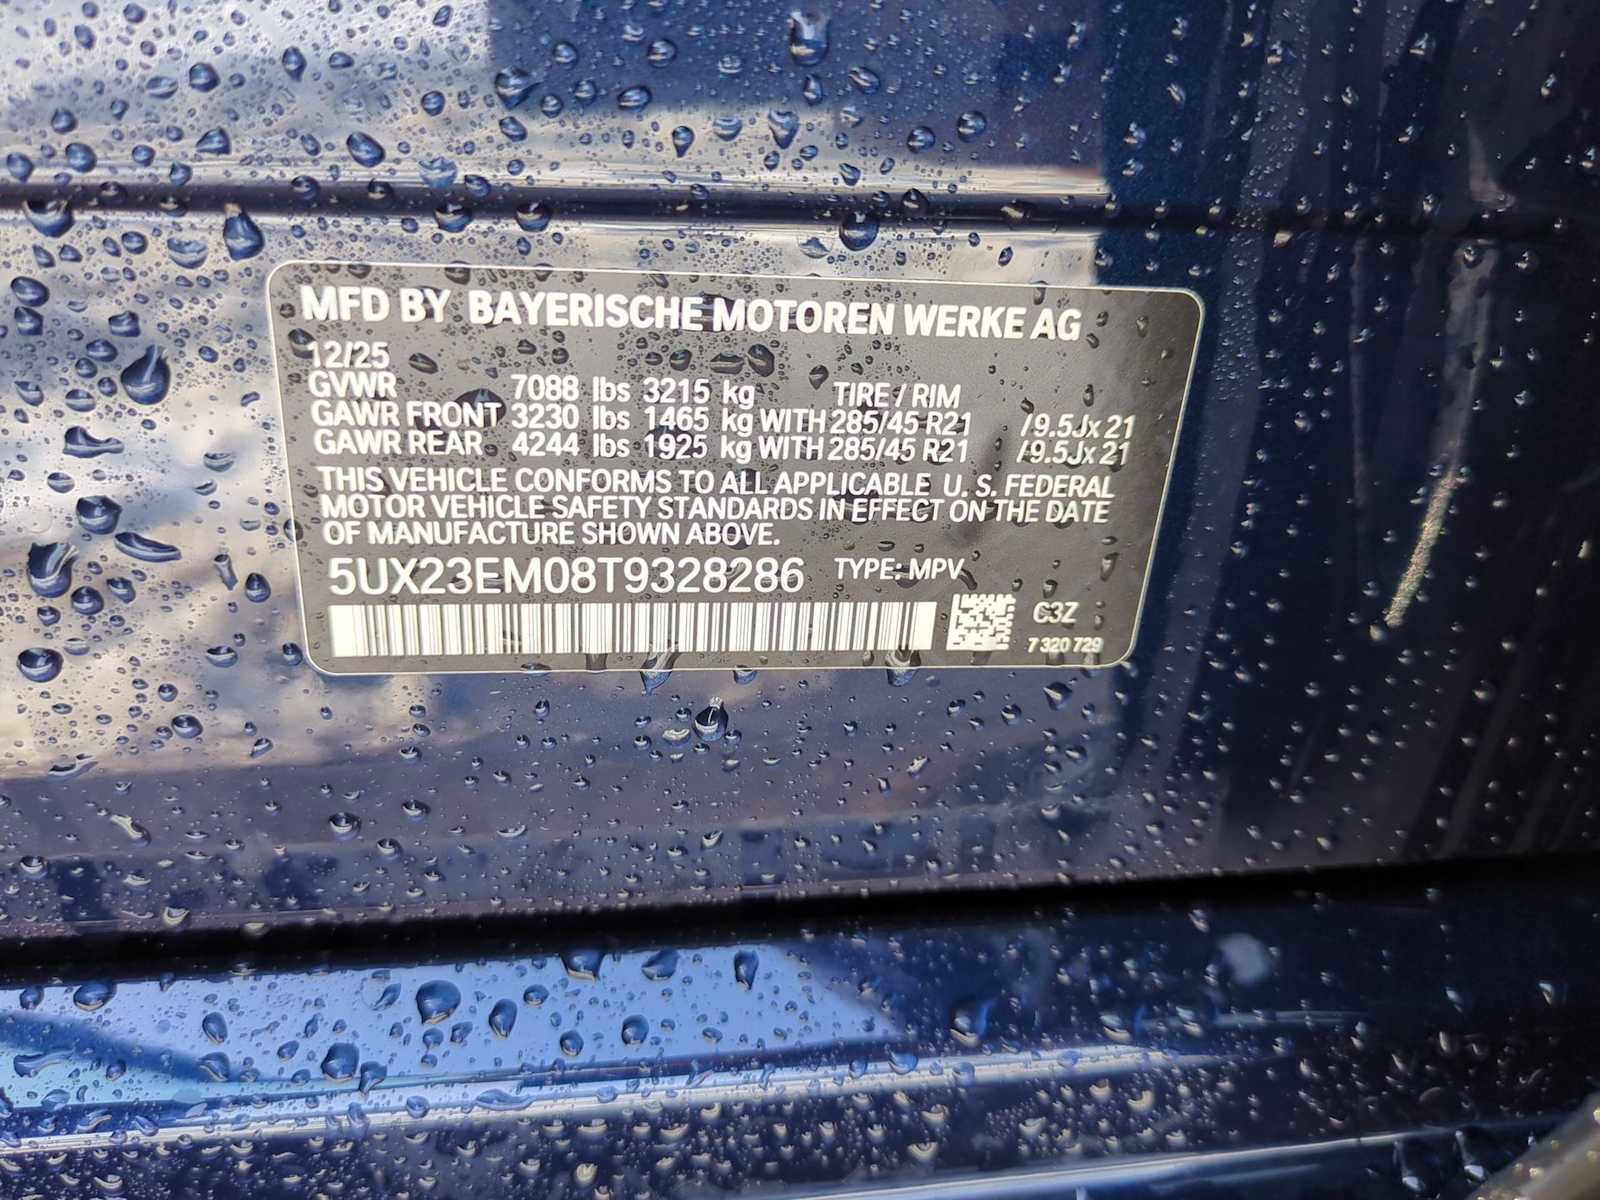 MFD BY BAYERISCHE MOTOREN WERKE AG
12/25
GVWR 7088 lbs 3215 kg TIRE / RIM
GAWR FRONT 3230 lbs 1465 kg WITH 285/45 R21 /9.5Jx21
GAWR REAR 4244 lbs 1925 kg WITH 285/45 R21 /9.5Jx21
THIS VEHICLE CONFORMS TO ALL APPLICABLE U. S. FEDERAL
MOTOR VEHICLE SAFETY STANDARDS IN EFFECT ON THE DATE
OF MANUFACTURE SHOWN ABOVE.
5UX23EM08T9328286 TYPE: MPV
C3Z
7 320 729